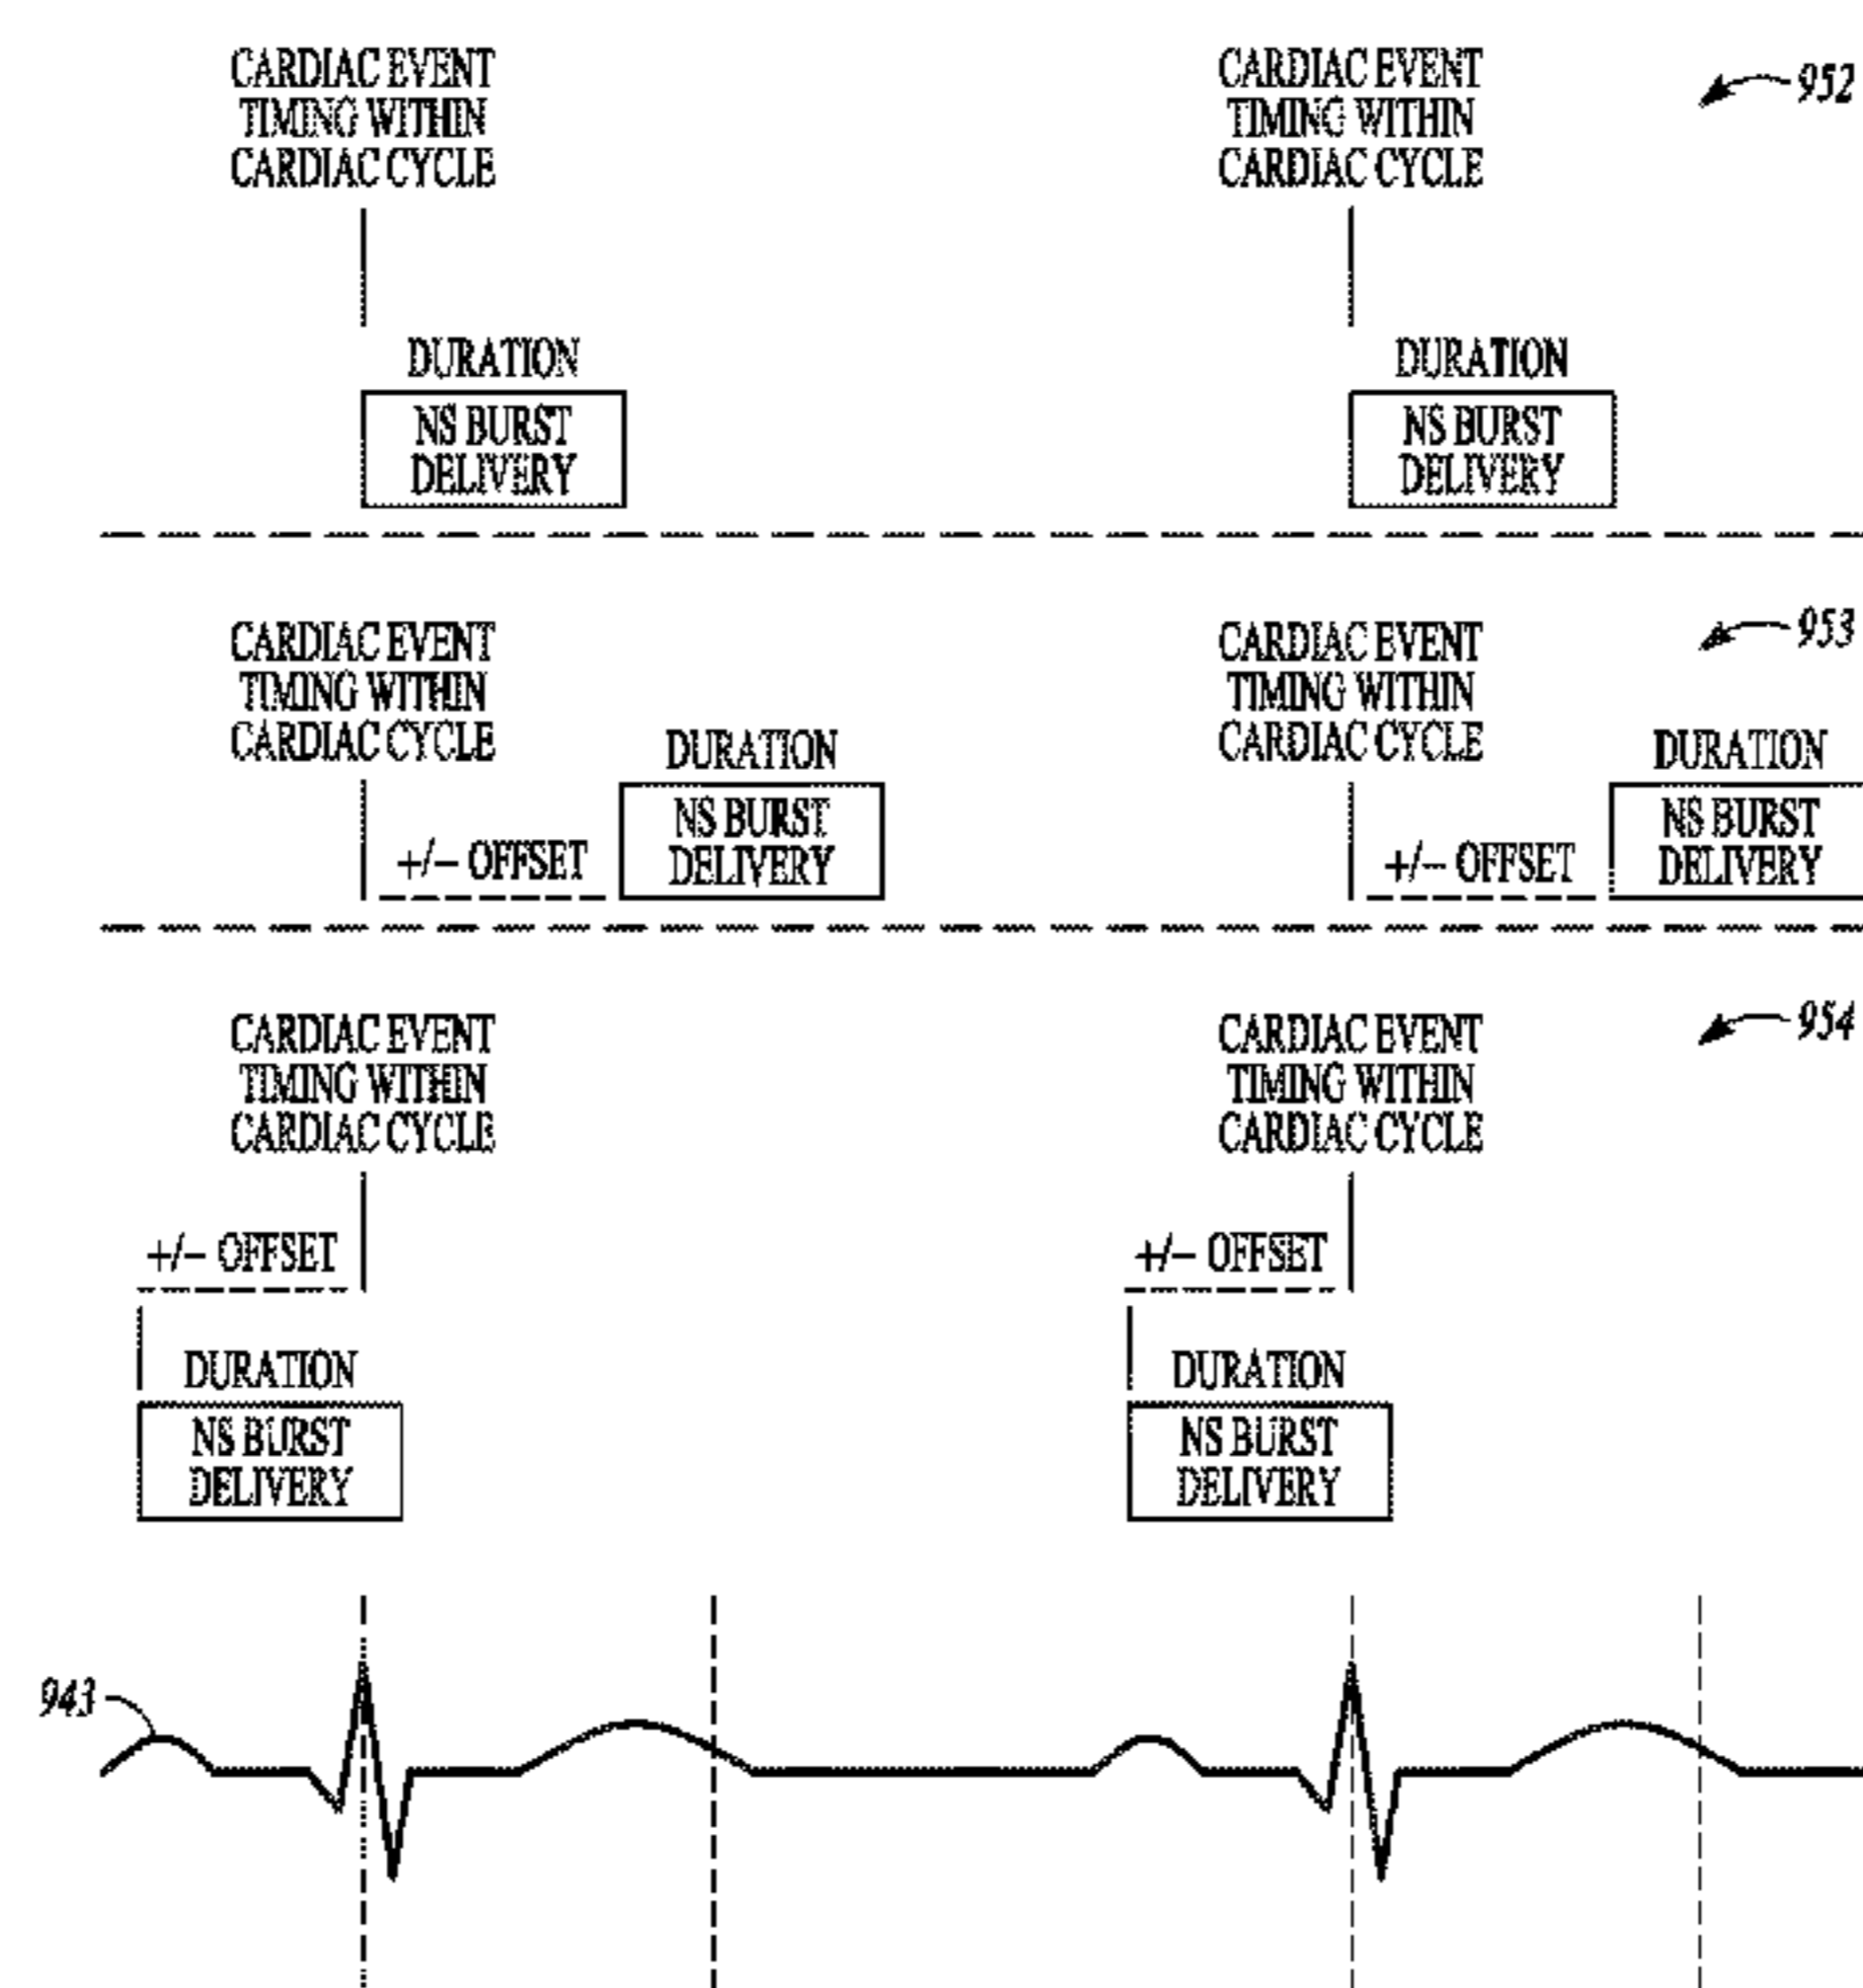 CARDIAC EVENT
TIMING WITHIN
CARDIAC CYCLE
CARDIAC EVENT
TIMING WITHIN
CARDIAC CYCLE
952
DURATION
NS BURST
DELIVERY
DURATION
NS BURST
DELIVERY
CARDIAC EVENT
TIMING WITHIN
CARDIAC CYCLE
CARDIAC EVENT
TIMING WITHIN
CARDIAC CYCLE
953
+/– OFFSET
DURATION
NS BURST
DELIVERY
+/– OFFSET
DURATION
NS BURST
DELIVERY
CARDIAC EVENT
TIMING WITHIN
CARDIAC CYCLE
CARDIAC EVENT
TIMING WITHIN
CARDIAC CYCLE
954
+/– OFFSET
DURATION
NS BURST
DELIVERY
+/– OFFSET
DURATION
NS BURST
DELIVERY
943